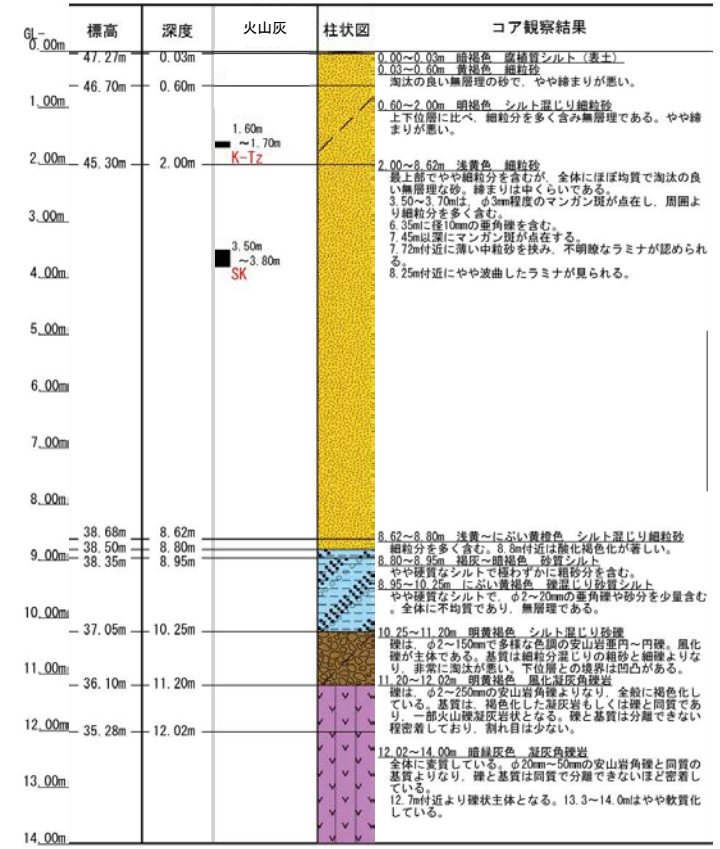 GL-
標高 深度 火山灰 柱状図 コア観察結果
0.00m
47.27m 0.03m
46.70m 0.60m
1.00m
1.60m
~1.70m
K-Tz
2.00m
45.30m 2.00m
3.00m
3.50m
~3.80m
SK
4.00m
5.00m
6.00m
7.00m
8.00m
38.68m 8.62m
38.50m 8.80m
9.00m
38.35m 8.95m
10.00m
37.05m 10.25m
11.00m
36.10m 11.20m
12.00m
35.28m 12.02m
13.00m
14.00m
0.00~0.03m 暗褐色 腐植質シルト（表土）
0.03~0.60m 黄褐色 細粒砂
淘汰の良い無層理の砂で、やや締まりが悪い。
0.60~2.00m 明褐色 シルト混じり細粒砂
上下位層に比べ、細粒分を多く含み無層理である。やや締
まりが悪い。
2.00~8.62m 浅黄色 細粒砂
最上部でやや細粒分を含むが、全体にほぼ均質で淘汰の良
い無層理な砂。締まりは中くらいである。
3.50~3.70mは、φ3mm程度のマンガン斑が点在し、周囲よ
り細粒分を多く含む。
6.35mに径10mmの亜角礫を含む。
7.45m以深にマンガン斑が点在する。
7.72m付近に薄い中粒砂を挟み、不明瞭なラミナが認められ
る。
8.25m付近にやや波曲したラミナが見られる。
8.62~8.80m 浅黄~にぶい黄橙色 シルト混じり細粒砂
細粒分を多く含む。8.8m付近は酸化褐色化が著しい。
8.80~8.95m 褐灰~暗褐色 砂質シルト
やや硬質なシルトで極わずかに粗砂分を含む。
8.95~10.25m にぶい黄褐色 礫混じり砂質シルト
やや硬質なシルトで、φ2~20mmの亜角礫や砂分を少量含む
。全体に不均質であり、無層理である。
10.25~11.20m 明黄褐色 シルト混じり砂礫
礫は、φ2~150mmで多様な色調の安山岩亜円~円礫。風化
礫が主体である。基質は細粒分混じりの粗砂と細礫よりな
り、非常に淘汰が悪い。下位層との境界は凹凸がある。
11.20~12.02m 明黄褐色 風化凝灰角礫岩
礫は、φ2~250mmの安山岩角礫よりなり、全般に褐色化し
ている。基質は、褐色化した凝灰岩もしくは礫と同質であ
り、一部火山礫凝灰岩状となる。礫と基質は分離できない
程密着しており、割れ目は少ない。
12.02~14.00m 暗緑灰色 凝灰角礫岩
全体に変質している。φ20mm~50mmの安山岩角礫と同質の
基質よりなり、礫と基質は同質で分離できないほど密着し
ている。
12.7m付近より礫状主体となる。13.3~14.0mはやや軟質化
している。